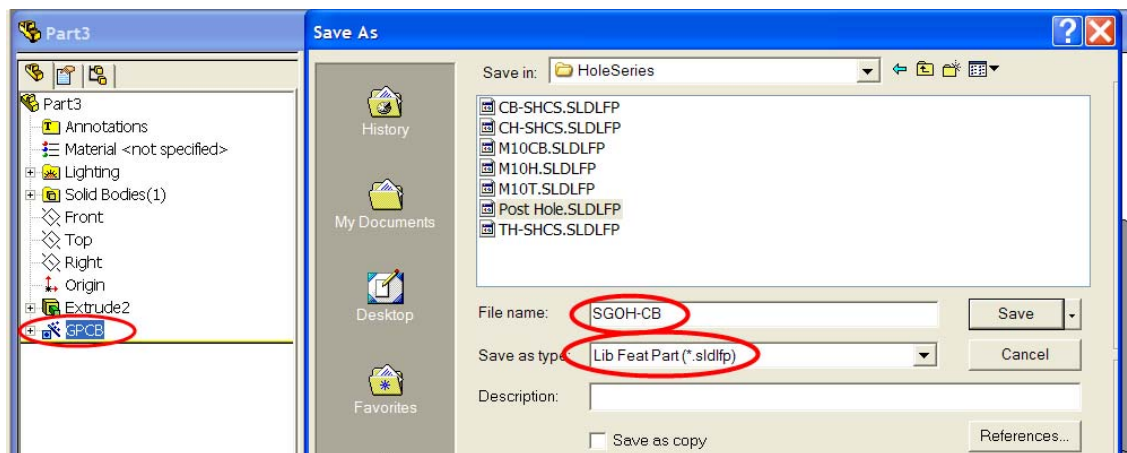 Part3
Part3
Annotations
Material <not specified>
Lighting
Solid Bodies(1)
Front
Top
Right
Origin
Extrude2
GPCB
Save As
?
Save in: HoleSeries
History
My Documents
Desktop
Favorites
CB-SHCS.SLDLFP
CH-SHCS.SLDLFP
M10CB.SLDLFP
M10H.SLDLFP
M10T.SLDLFP
Post Hole.SLDLFP
TH-SHCS.SLDLFP
File name: SGOH-CB Save
Save as type: Lib Feat Part (*.sldlfp) Cancel
Description:
Save as copy References...